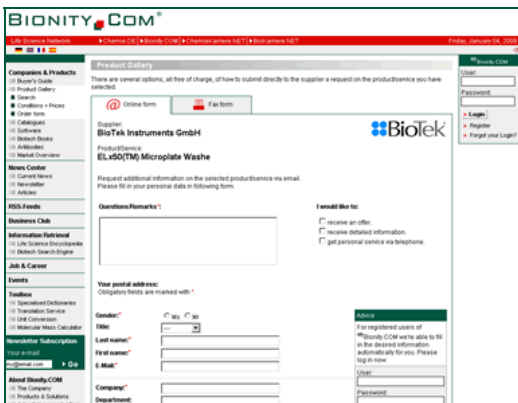 BIONITY.COM®
Life Science Network
Chemie.DE | Bionity.COM | ChemieKarriere.NET | BioKarriere.NET
Friday, January 04, 2008
Companies & Products
Buyer's Guide
Product Gallery
Search
Conditions + Prices
Order form
Catalogues
Software
Biotech Books
Antibodies
Market Overview
News Center
Current News
Newsletter
Articles
RSS-Feeds
Business Club
Information Retrieval
Life Science Encyclopedia
Biotech Search Engine
Job & Career
Events
Toolbox
Specialised Dictionaries
Translation Service
Unit Conversion
Molecular Mass Calculator
Newsletter Subscription
Your e-mail
my@email.com
Go
About Bionity.COM
The Company
Products & Solutions
Product Gallery
There are several options, all free of charge, of how to submit directly to the supplier a request on the product/service you have
selected.
@ Online form
Fax form
Supplier:
BioTek Instruments GmbH
BioTek
Product/Service:
ELx50(TM) Microplate Washe
Request additional information on the selected product/service via email.
Please fill in your personal data in following form.
Questions/Remarks*:
I would like to:
receive an offer.
receive detailed information.
get personal service via telephone.
Your postal address:
Obligatory fields are marked with *.
Gender:*
Ms
Mr
Title:
---
Last name:*
First name:*
E-Mail:*
Company:*
Department:
Advice
For registered users of
my Bionity.COM we're able to fill
in the desired information
automatically for you. Please
log in now.
User:
Password:
my Bionity.COM
User:
Password:
Login
Register
Forgot your Login?